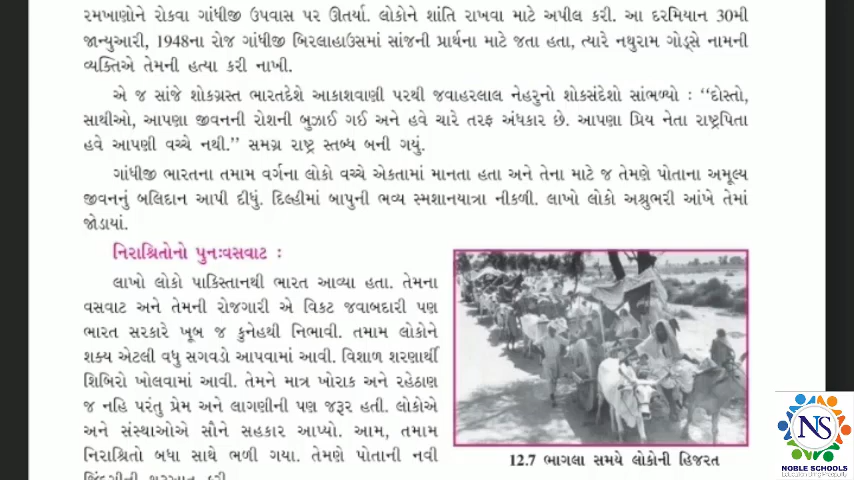 રમખાણોને રોકવા ગાંધીજી ઉપવાસ પર ઊતર્યા. લોકોને શાંતિ રાખવા માટે અપીલ કરી. આ દરમિયાન 30મી
જાન્યુઆરી, 1948ના રોજ ગાંધીજી બિરલાહાઉસમાં સાંજની પ્રાર્થના માટે જતા હતા, ત્યારે નથુરામ ગોડ્સે નામની
વ્યક્તિએ તેમની હત્યા કરી નાખી.
એ જ સાંજે શોકગ્રસ્ત ભારતદેશે આકાશવાણી પરથી જવાહરલાલ નેહરુનો શોકસંદેશો સાંભળ્યો : ‘‘દોસ્તો,
સાથીઓ, આપણા જીવનની રોશની બુઝાઈ ગઈ અને હવે ચારે તરફ અંધકાર છે. આપણા પ્રિય નેતા રાષ્ટ્રપિતા
હવે આપણી વચ્ચે નથી.’’ સમગ્ર રાષ્ટ્ર સ્તબ્ધ બની ગયું.
ગાંધીજી ભારતના તમામ વર્ગના લોકો વચ્ચે એકતામાં માનતા હતા અને તેના માટે જ તેમણે પોતાના અમૂલ્ય
જીવનનું બલિદાન આપી દીધું. દિલ્હીમાં બાપુની ભવ્ય સ્મશાનયાત્રા નીકળી. લાખો લોકો અશ્રુભરી આંખે તેમાં
જોડાયાં.
નિરાશ્રિતોનો પુનઃવસવાટ :
લાખો લોકો પાકિસ્તાનથી ભારત આવ્યા હતા. તેમના
વસવાટ અને તેમની રોજગારી એ વિકટ જવાબદારી પણ
ભારત સરકારે ખૂબ જ કુનેહથી નિભાવી. તમામ લોકોને
શક્ય એટલી વધુ સગવડો આપવામાં આવી. વિશાળ શરણાર્થી
શિબિરો ખોલવામાં આવી. તેમને માત્ર ખોરાક અને રહેઠાણ
જ નહિ પરંતુ પ્રેમ અને લાગણીની પણ જરૂર હતી. લોકોએ
અને સંસ્થાઓએ સૌને સહકાર આપ્યો. આમ, તમામ
નિરાશ્રિતો બધા સાથે ભળી ગયા. તેમણે પોતાની નવી
12.7 ભાગલા સમયે લોકોની હિજરત
NS
NOBLE SCHOOLS